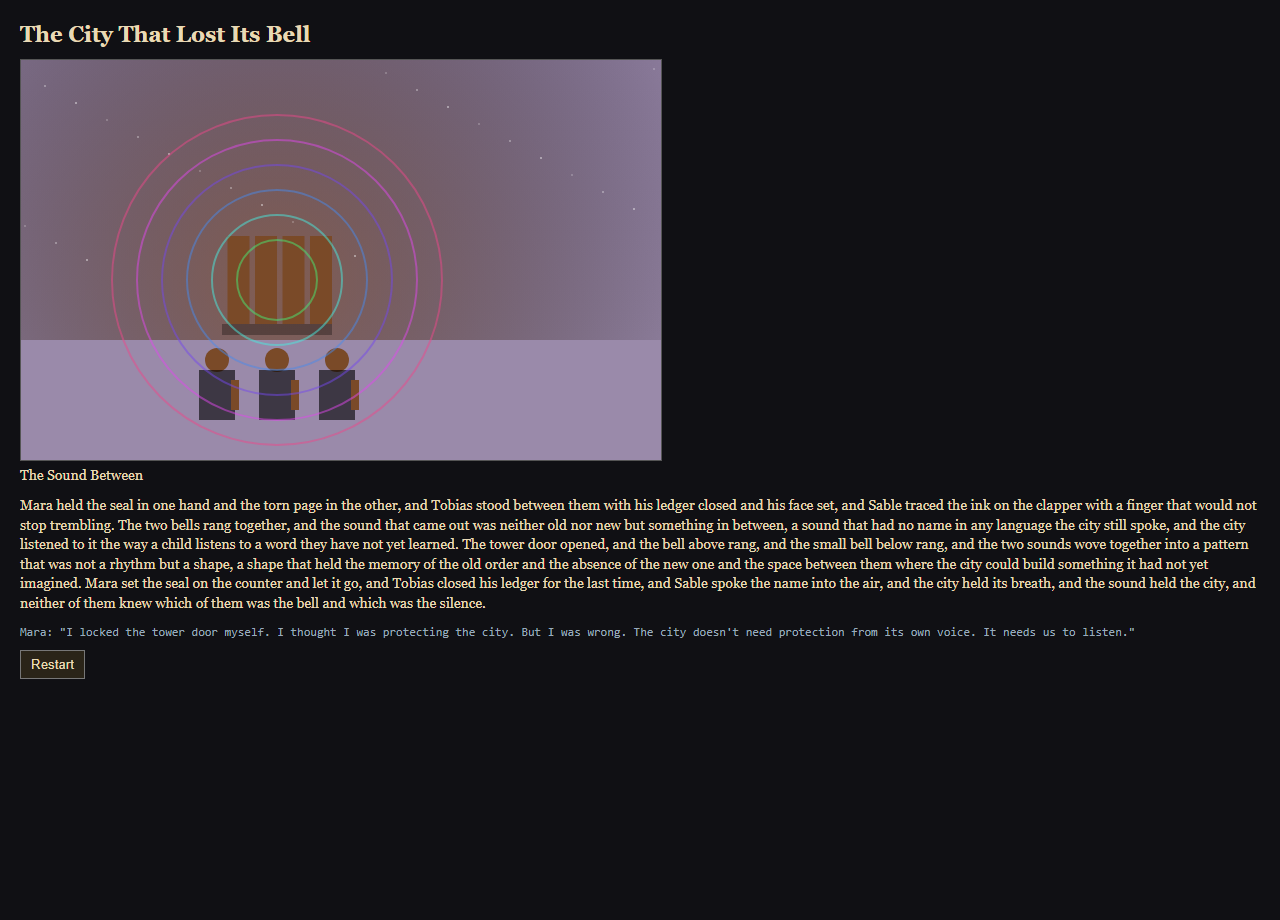 The City That Lost Its Bell
The Sound Between
Mara held the seal in one hand and the torn page in the other, and Tobias stood between them with his ledger closed and his face set, and Sable traced the ink on the clapper with a finger that would not
stop trembling. The two bells rang together, and the sound that came out was neither old nor new but something in between, a sound that had no name in any language the city still spoke, and the city
listened to it the way a child listens to a word they have not yet learned. The tower door opened, and the bell above rang, and the small bell below rang, and the two sounds wove together into a pattern
that was not a rhythm but a shape, a shape that held the memory of the old order and the absence of the new one and the space between them where the city could build something it had not yet
imagined. Mara set the seal on the counter and let it go, and Tobias closed his ledger for the last time, and Sable spoke the name into the air, and the city held its breath, and the sound held the city, and
neither of them knew which of them was the bell and which was the silence.
Mara: "I locked the tower door myself. I thought I was protecting the city. But I was wrong. The city doesn't need protection from its own voice. It needs us to listen."
Restart